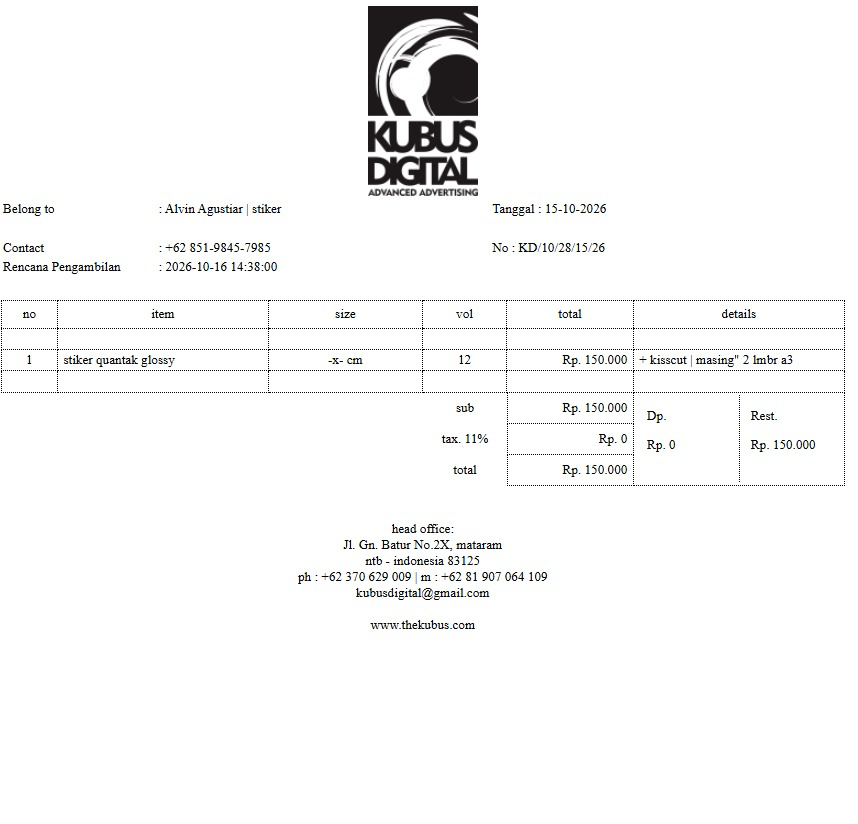 KUBUS
DIGITAL
ADVANCED ADVERTISING
Belong to : Alvin Agustiar | stiker Tanggal : 15-10-2026
Contact : +62 851-9845-7985 No : KD/10/28/15/26
Rencana Pengambilan : 2026-10-16 14:38:00
no item size vol total details
1 stiker quantak glossy -x- cm 12 Rp. 150.000 + kisscut | masing" 2 lmbr a3
sub Rp. 150.000 Dp. Rest.
tax. 11% Rp. 0 Rp. 0 Rp. 150.000
total Rp. 150.000
head office:
Jl. Gn. Batur No.2X, mataram
ntb - indonesia 83125
ph : +62 370 629 009 | m : +62 81 907 064 109
kubusdigital@gmail.com
www.thekubus.com